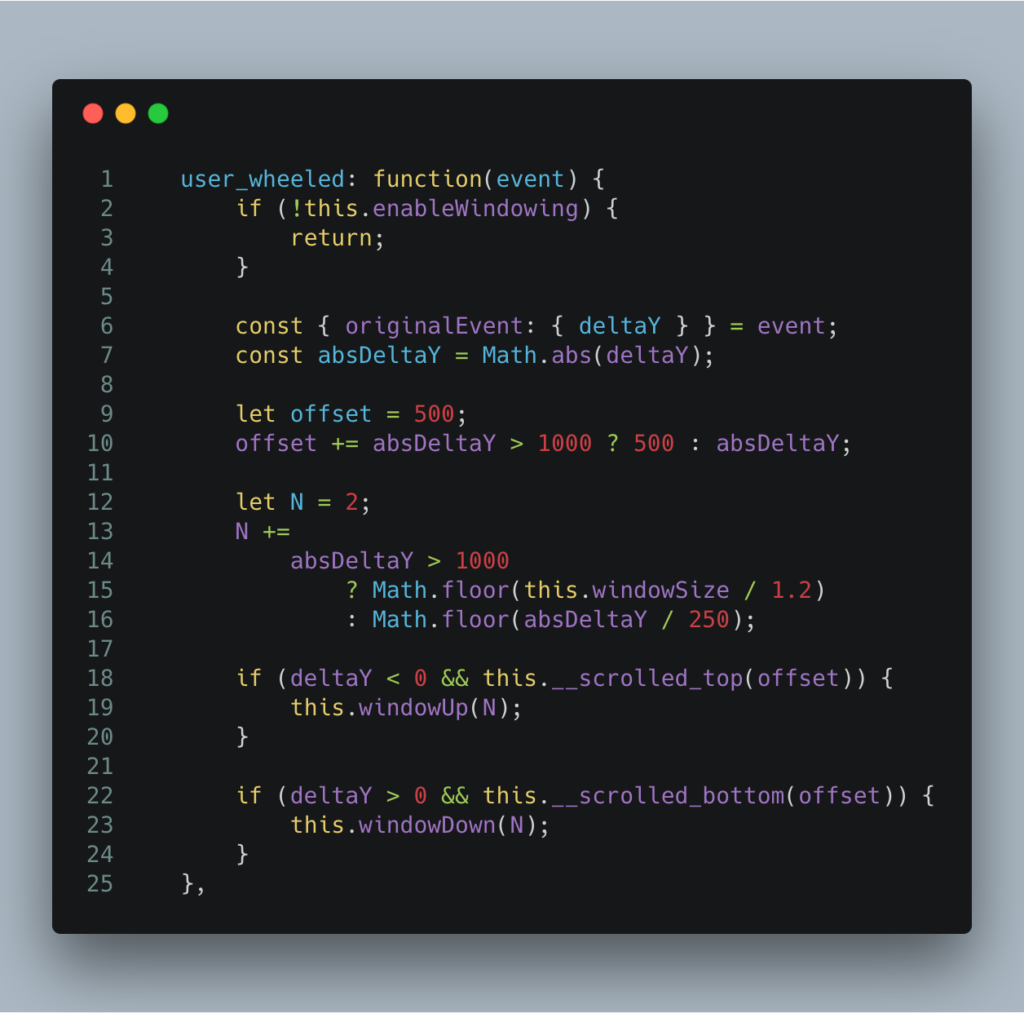 1 user_wheeled: function(event) {
2 if (!this.enableWindowing) {
3 return;
4 }
5
6 const { originalEvent: { deltaY } } = event;
7 const absDeltaY = Math.abs(deltaY);
8
9 let offset = 500;
10 offset += absDeltaY > 1000 ? 500 : absDeltaY;
11
12 let N = 2;
13 N +=
14 absDeltaY > 1000
15 ? Math.floor(this.windowSize / 1.2)
16 : Math.floor(absDeltaY / 250);
17
18 if (deltaY < 0 && this.__scrolled_top(offset)) {
19 this.windowUp(N);
20 }
21
22 if (deltaY > 0 && this.__scrolled_bottom(offset)) {
23 this.windowDown(N);
24 }
25 },